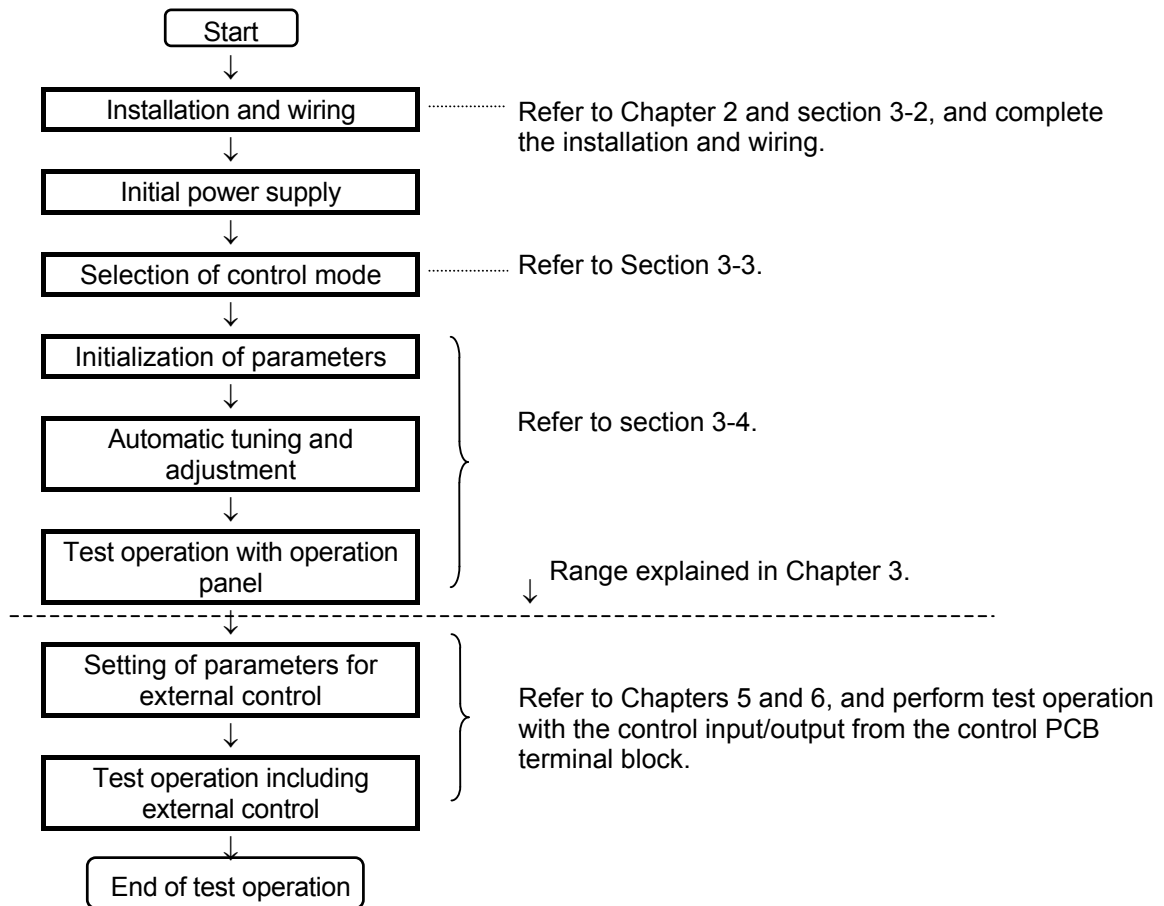 Start
↓
Installation and wiring
Refer to Chapter 2 and section 3-2, and complete
the installation and wiring.
↓
Initial power supply
↓
Selection of control mode
Refer to Section 3-3.
↓
Initialization of parameters
↓
Automatic tuning and
adjustment
Refer to section 3-4.
↓
Test operation with operation
panel
↓ Range explained in Chapter 3.
↓
Setting of parameters for
external control
Refer to Chapters 5 and 6, and perform test operation
with the control input/output from the control PCB
terminal block.
↓
Test operation including
external control
↓
End of test operation